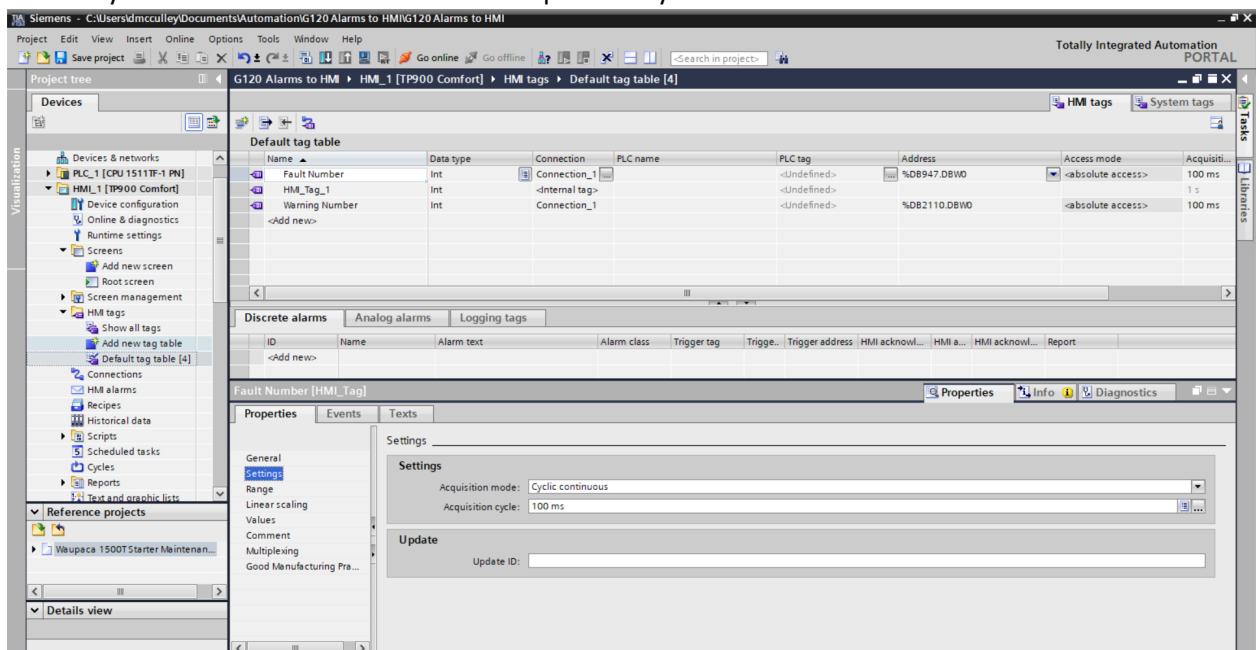 Siemens - C:\Users\dmcculley\Documents\Automation\G120 Alarms to HMI\G120 Alarms to HMI
Project Edit View Insert Online Options Tools Window Help
Totally Integrated Automation
PORTAL
Save project Go online Go offline <Search in project>
Project tree
G120 Alarms to HMI HMI_1 [TP900 Comfort] HMI tags Default tag table [4]
Devices
HMI tags System tags
Default tag table
Name Data type Connection PLC name PLC tag Address Access mode Acquisiti...
Fault Number Int Connection_1 ... <Undefined> ... %DB947.DBW0 <absolute access> 100 ms
HMI_Tag_1 Int <Internal tag> <Undefined> 1 s
Warning Number Int Connection_1 <Undefined> %DB2110.DBW0 <absolute access> 100 ms
<Add new>
Visualization
Devices & networks
PLC_1 [CPU 1511TF-1 PN]
HMI_1 [TP900 Comfort]
Device configuration
Online & diagnostics
Runtime settings
Screens
Add new screen
Root screen
Screen management
HMI tags
Show all tags
Add new tag table
Default tag table [4]
Connections
HMI alarms
Recipes
Historical data
Scripts
Scheduled tasks
Cycles
Reports
Text and graphic lists
Reference projects
Waupaca 1500T Starter Maintenan...
Details view
Discrete alarms Analog alarms Logging tags
ID Name Alarm text Alarm class Trigger tag Trigge.. Trigger address HMI acknowl... HMI a... HMI acknowl... Report
<Add new>
Fault Number [HMI_Tag]
Properties Info Diagnostics
Properties Events Texts
General
Settings
Range
Linear scaling
Values
Comment
Multiplexing
Good Manufacturing Pra...
Settings
Settings
Acquisition mode: Cyclic continuous
Acquisition cycle: 100 ms ...
Update
Update ID:
Tasks
Libraries